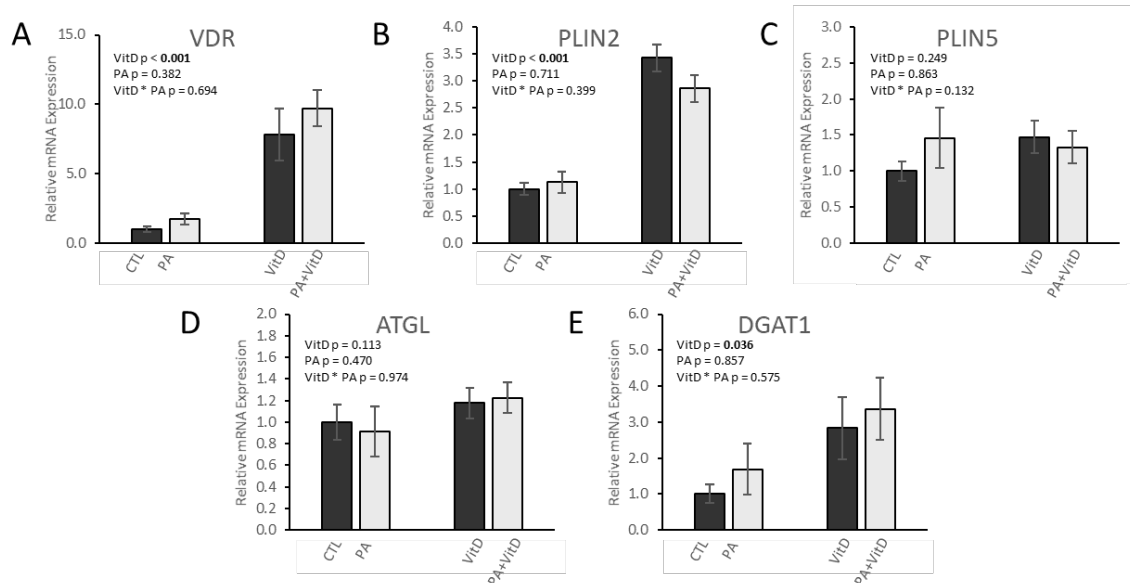 A
VDR
VitD p < 0.001
PA p = 0.382
VitD * PA p = 0.694
Relative mRNA Expression
15.0
10.0
5.0
0.0
CTL
PA
VitD
PA+VitD
B
PLIN2
VitD p < 0.001
PA p = 0.711
VitD * PA p = 0.399
Relative mRNA Expression
4.0
3.5
3.0
2.5
2.0
1.5
1.0
0.5
0.0
CTL
PA
VitD
PA+VitD
C
PLIN5
VitD p = 0.249
PA p = 0.863
VitD * PA p = 0.132
Relative mRNA Expression
3.0
2.5
2.0
1.5
1.0
0.5
0.0
CTL
PA
VitD
PA+VitD
D
ATGL
VitD p = 0.113
PA p = 0.470
VitD * PA p = 0.974
Relative mRNA Expression
2.0
1.8
1.6
1.4
1.2
1.0
0.8
0.6
0.4
0.2
0.0
CTL
PA
VitD
PA+VitD
E
DGAT1
VitD p = 0.036
PA p = 0.857
VitD * PA p = 0.575
Relative mRNA Expression
6.0
5.0
4.0
3.0
2.0
1.0
0.0
CTL
PA
VitD
PA+VitD